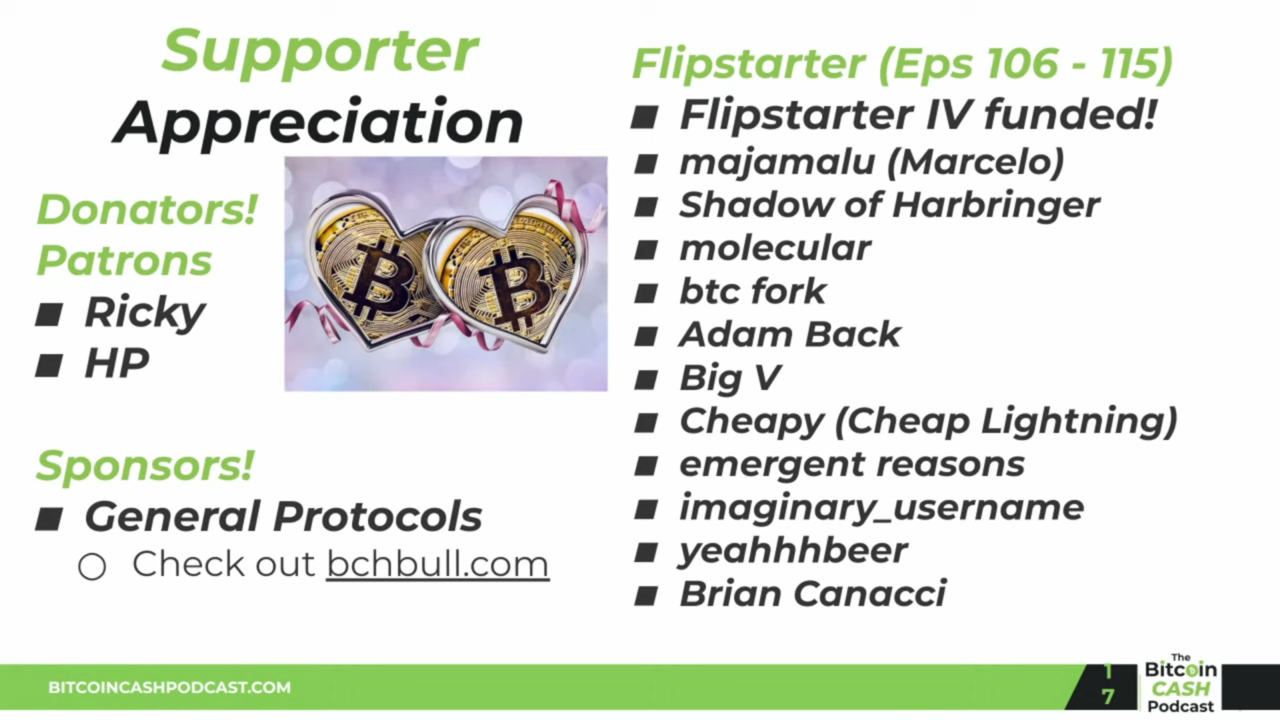 Supporter
Appreciation
Donators!
Patrons
■ Ricky
■ HP
Sponsors!
■ General Protocols
○ Check out bchbull.com
Flipstarter (Eps 106 - 115)
■ Flipstarter IV funded!
■ majamalu (Marcelo)
■ Shadow of Harbringer
■ molecular
■ btc fork
■ Adam Back
■ Big V
■ Cheapy (Cheap Lightning)
■ emergent reasons
■ imaginary_username
■ yeahhhbeer
■ Brian Canacci
BITCOINCASHPODCAST.COM
1
7
The
Bitcoin
CASH
Podcast